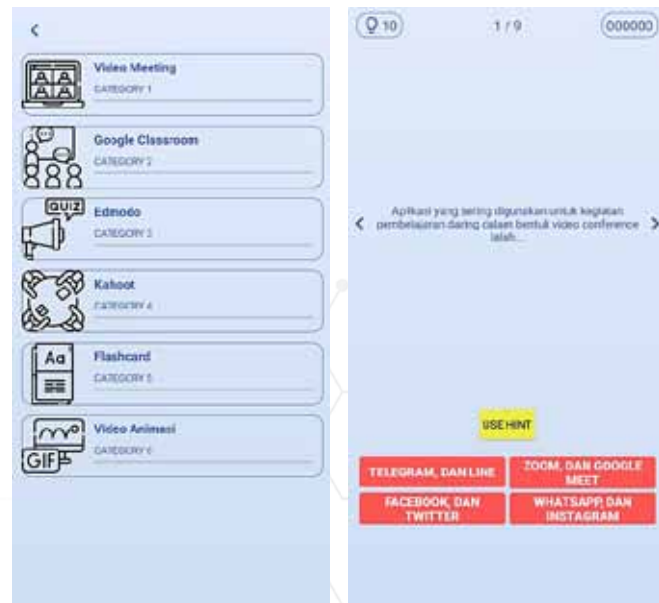 Video Meeting
CATEGORY 1
Google Classroom
CATEGORY 2
QUIZ
Edmodo
CATEGORY 3
Kahoot
CATEGORY 4
Aa
Flashcard
CATEGORY 5
Video Animasi
CATEGORY 6
GIF
10
1 / 9
000000
Aplikasi yang sering digunakan untuk kegiatan
pembelajaran daring dalam bentuk video conference
ialah...
USE HINT
TELEGRAM, DAN LINE
ZOOM, DAN GOOGLE
MEET
FACEBOOK, DAN
TWITTER
WHATSAPP, DAN
INSTAGRAM